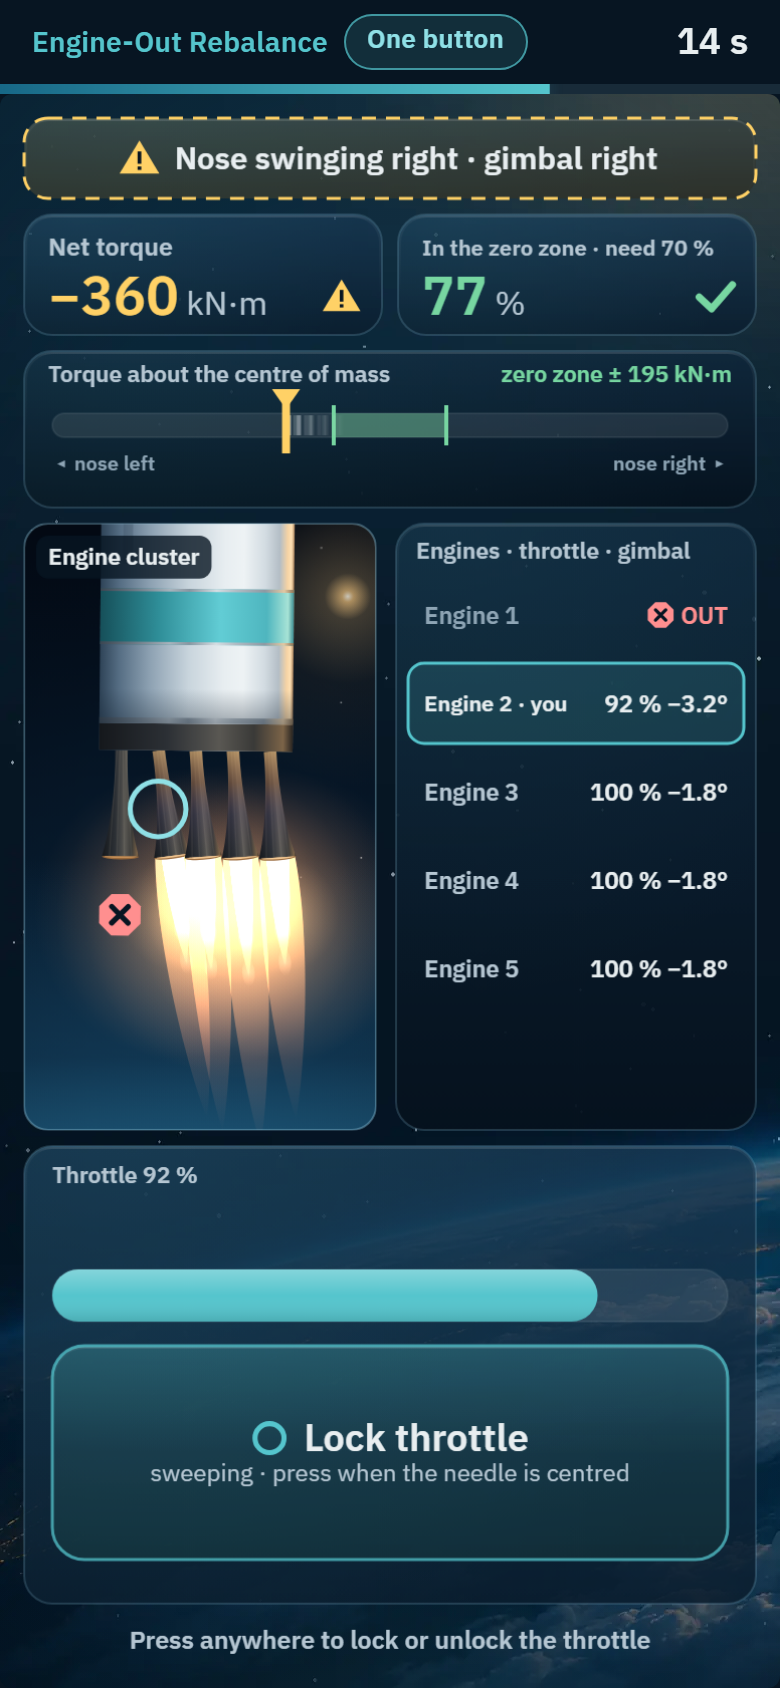 Engine-Out Rebalance
One button
14 s
Nose swinging right · gimbal right
Net torque
−360 kN·m
In the zero zone · need 70 %
77 %
Torque about the centre of mass
zero zone ± 195 kN·m
◂ nose left
nose right ▸
Engine cluster
Engines · throttle · gimbal
Engine 1
OUT
Engine 2 · you
92 % −3.2°
Engine 3
100 % −1.8°
Engine 4
100 % −1.8°
Engine 5
100 % −1.8°
Throttle 92 %
Lock throttle
sweeping · press when the needle is centred
Press anywhere to lock or unlock the throttle